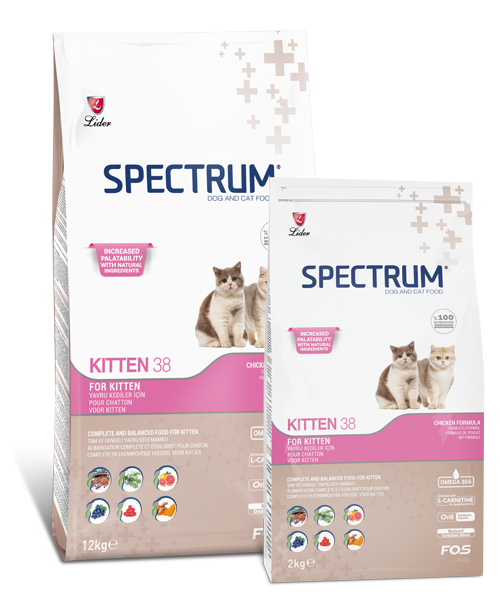 Lider
SPECTRUM®
DOG AND CAT FOOD
INCREASED
PALATABILITY
WITH NATURAL
INGREDIENTS
KITTEN 38
FOR KITTEN
YAVRU KEDİLER İÇİN
POUR CHATTON
VOOR KITTEN
COMPLETE AND BALANCED FOOD FOR KITTEN
12kg℮
Lider
SPECTRUM®
DOG AND CAT FOOD
%100
INCREASED
PALATABILITY
WITH NATURAL
INGREDIENTS
KITTEN 38
FOR KITTEN
YAVRU KEDİLER İÇİN
POUR CHATTON
VOOR KITTEN
CHICKEN FORMULA
COMPLETE AND BALANCED FOOD FOR KITTEN
OMEGA 3&6
L-CARNITINE
FOS
2kg℮